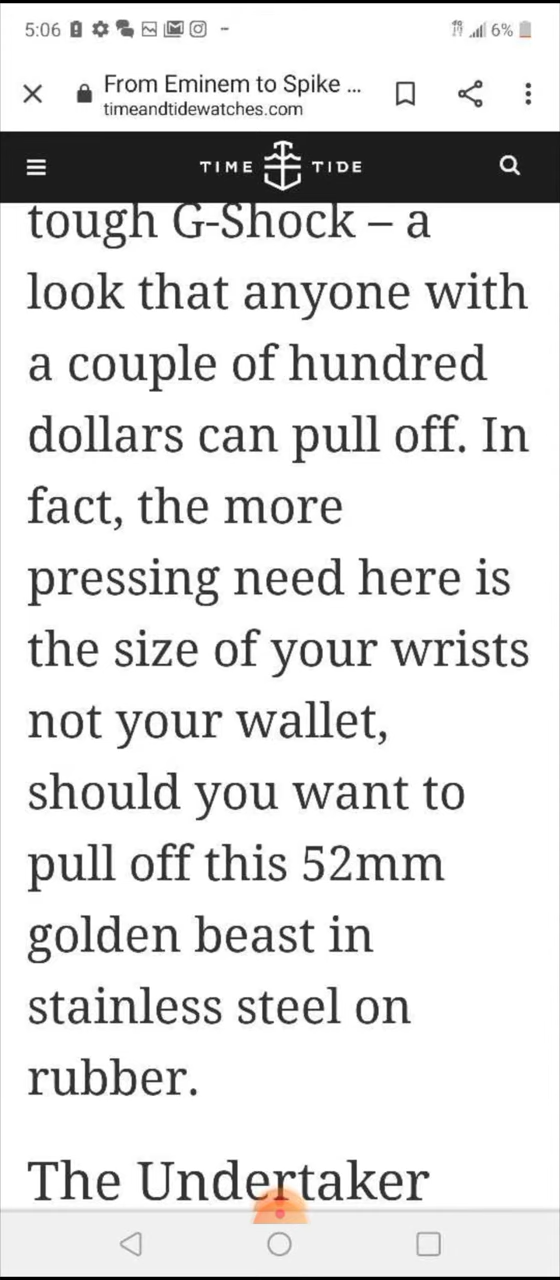 5:06
6%
From Eminem to Spike ...
timeandtidewatches.com
TIME TIDE
tough G-Shock – a
look that anyone with
a couple of hundred
dollars can pull off. In
fact, the more
pressing need here is
the size of your wrists
not your wallet,
should you want to
pull off this 52mm
golden beast in
stainless steel on
rubber.
The Undertaker